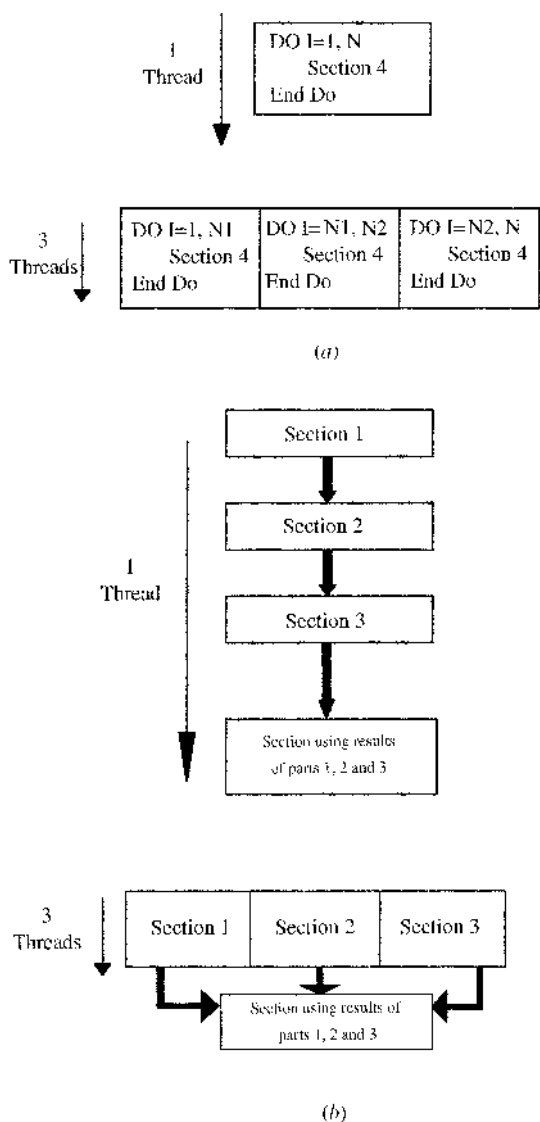 1
Thread
DO I=1, N
Section 4
End Do
3
Threads
DO I=1, N1
Section 4
End Do
DO I=N1, N2
Section 4
End Do
DO I=N2, N
Section 4
End Do
(a)
1
Thread
Section 1
Section 2
Section 3
Section using results
of parts 1, 2 and 3
3
Threads
Section 1
Section 2
Section 3
Section using results of
parts 1, 2 and 3
(b)